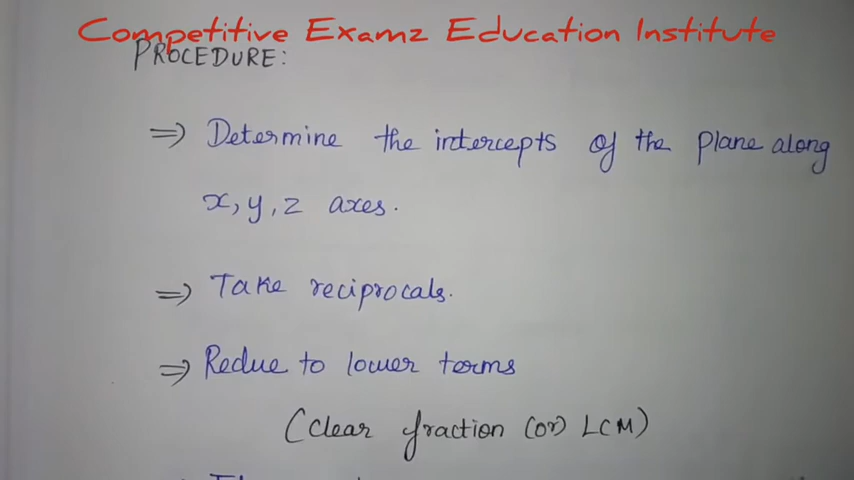 Competitive Examz Education Institute
PROCEDURE:
⇒ Determine the intercepts of the plane along
x, y, z axes.
⇒ Take reciprocals.
⇒ Redue to lower terms
(Clear fraction (or) LCM)